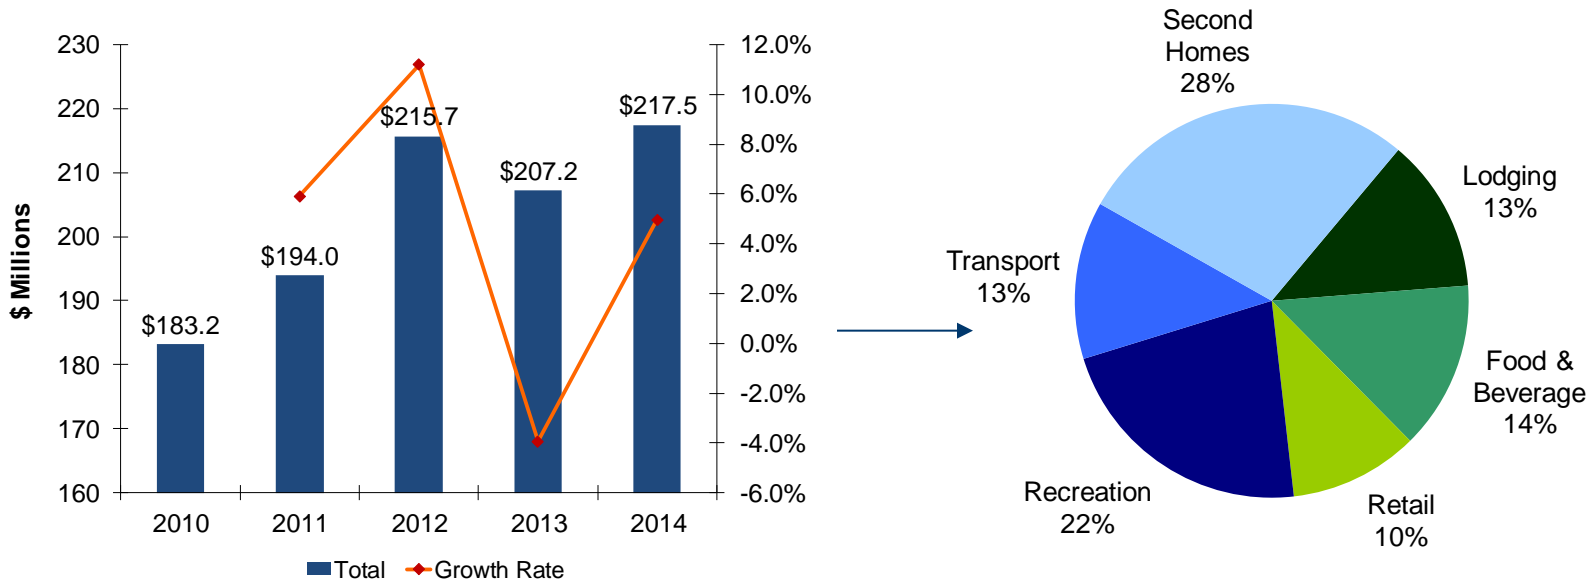 230
220
210
200
190
180
170
160
$ Millions
$183.2
$194.0
$215.7
$207.2
$217.5
12.0%
10.0%
8.0%
6.0%
4.0%
2.0%
0.0%
-2.0%
-4.0%
-6.0%
2010 2011 2012 2013 2014
Total Growth Rate
Second
Homes
28%
Lodging
13%
Food &
Beverage
14%
Retail
10%
Recreation
22%
Transport
13%